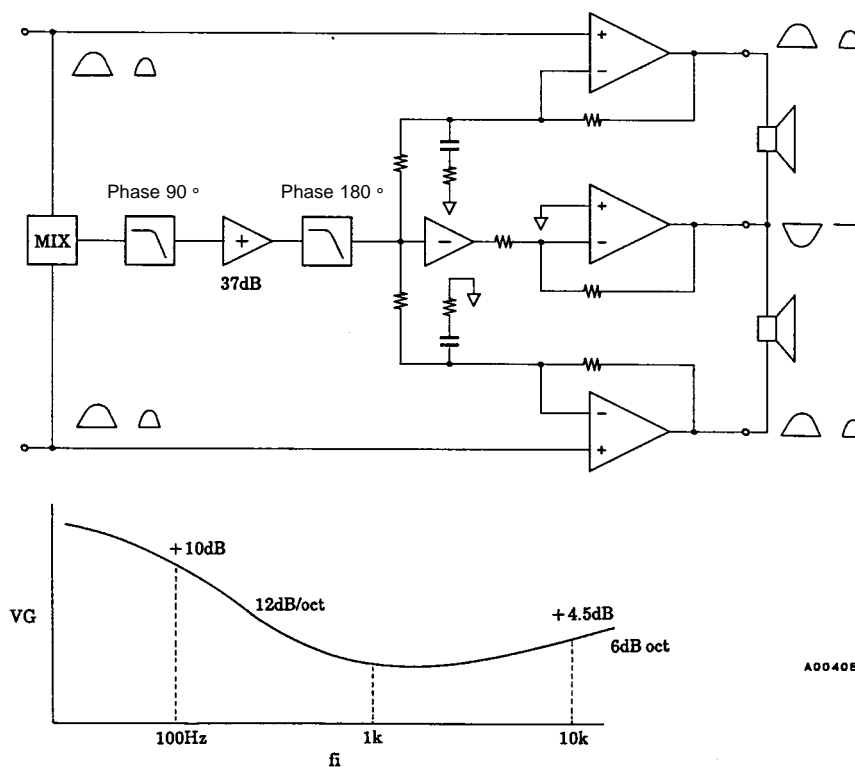 +
−
Phase 90 °
Phase 180 °
MIX
+
37dB
−
+
−
−
+
+10dB
12dB/oct
+4.5dB
6dB oct
VG
100Hz
1k
10k
fi